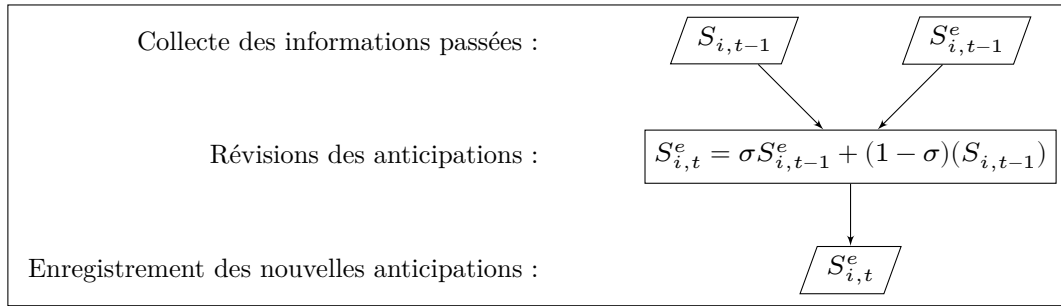 Collecte des informations passées : S_{i,t−1} S^e_{i,t−1}
Révisions des anticipations : S^e_{i,t} = σS^e_{i,t−1} + (1 − σ)(S_{i,t−1})
Enregistrement des nouvelles anticipations : S^e_{i,t}